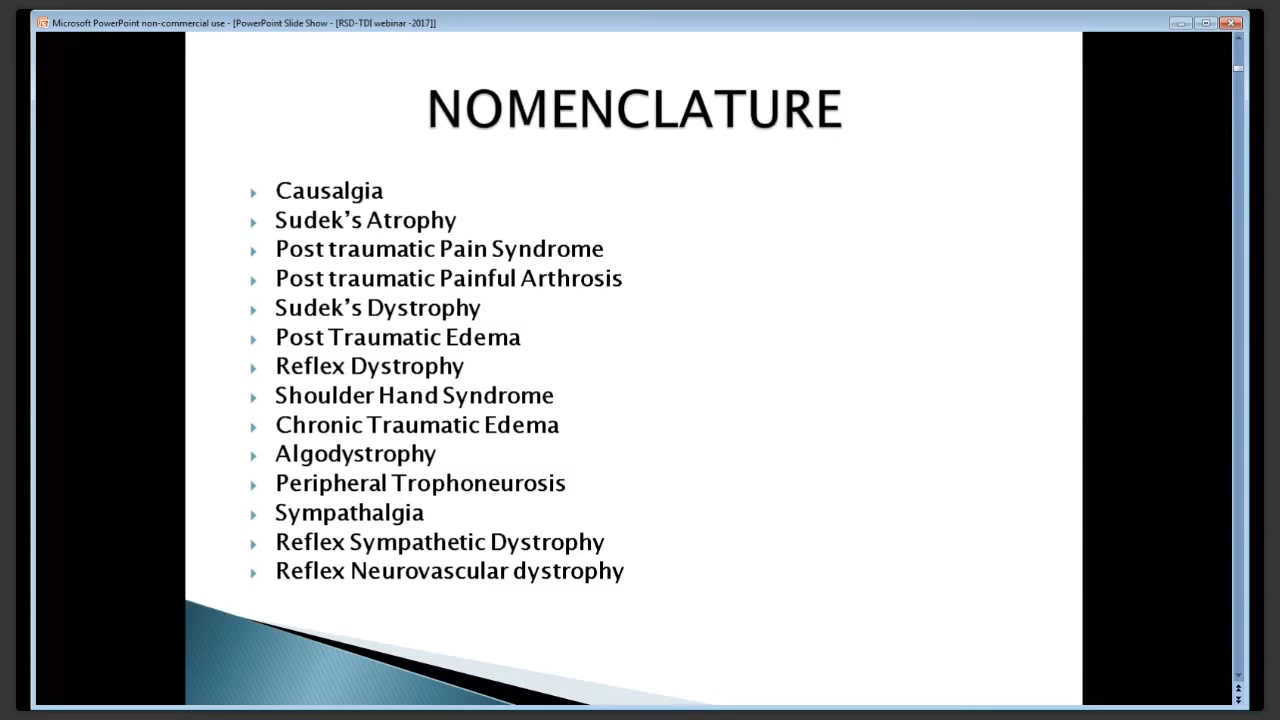 Microsoft PowerPoint non-commercial use - [PowerPoint Slide Show - [RSD-TDI webinar -2017]]
NOMENCLATURE
Causalgia
Sudek's Atrophy
Post traumatic Pain Syndrome
Post traumatic Painful Arthrosis
Sudek's Dystrophy
Post Traumatic Edema
Reflex Dystrophy
Shoulder Hand Syndrome
Chronic Traumatic Edema
Algodystrophy
Peripheral Trophoneurosis
Sympathalgia
Reflex Sympathetic Dystrophy
Reflex Neurovascular dystrophy